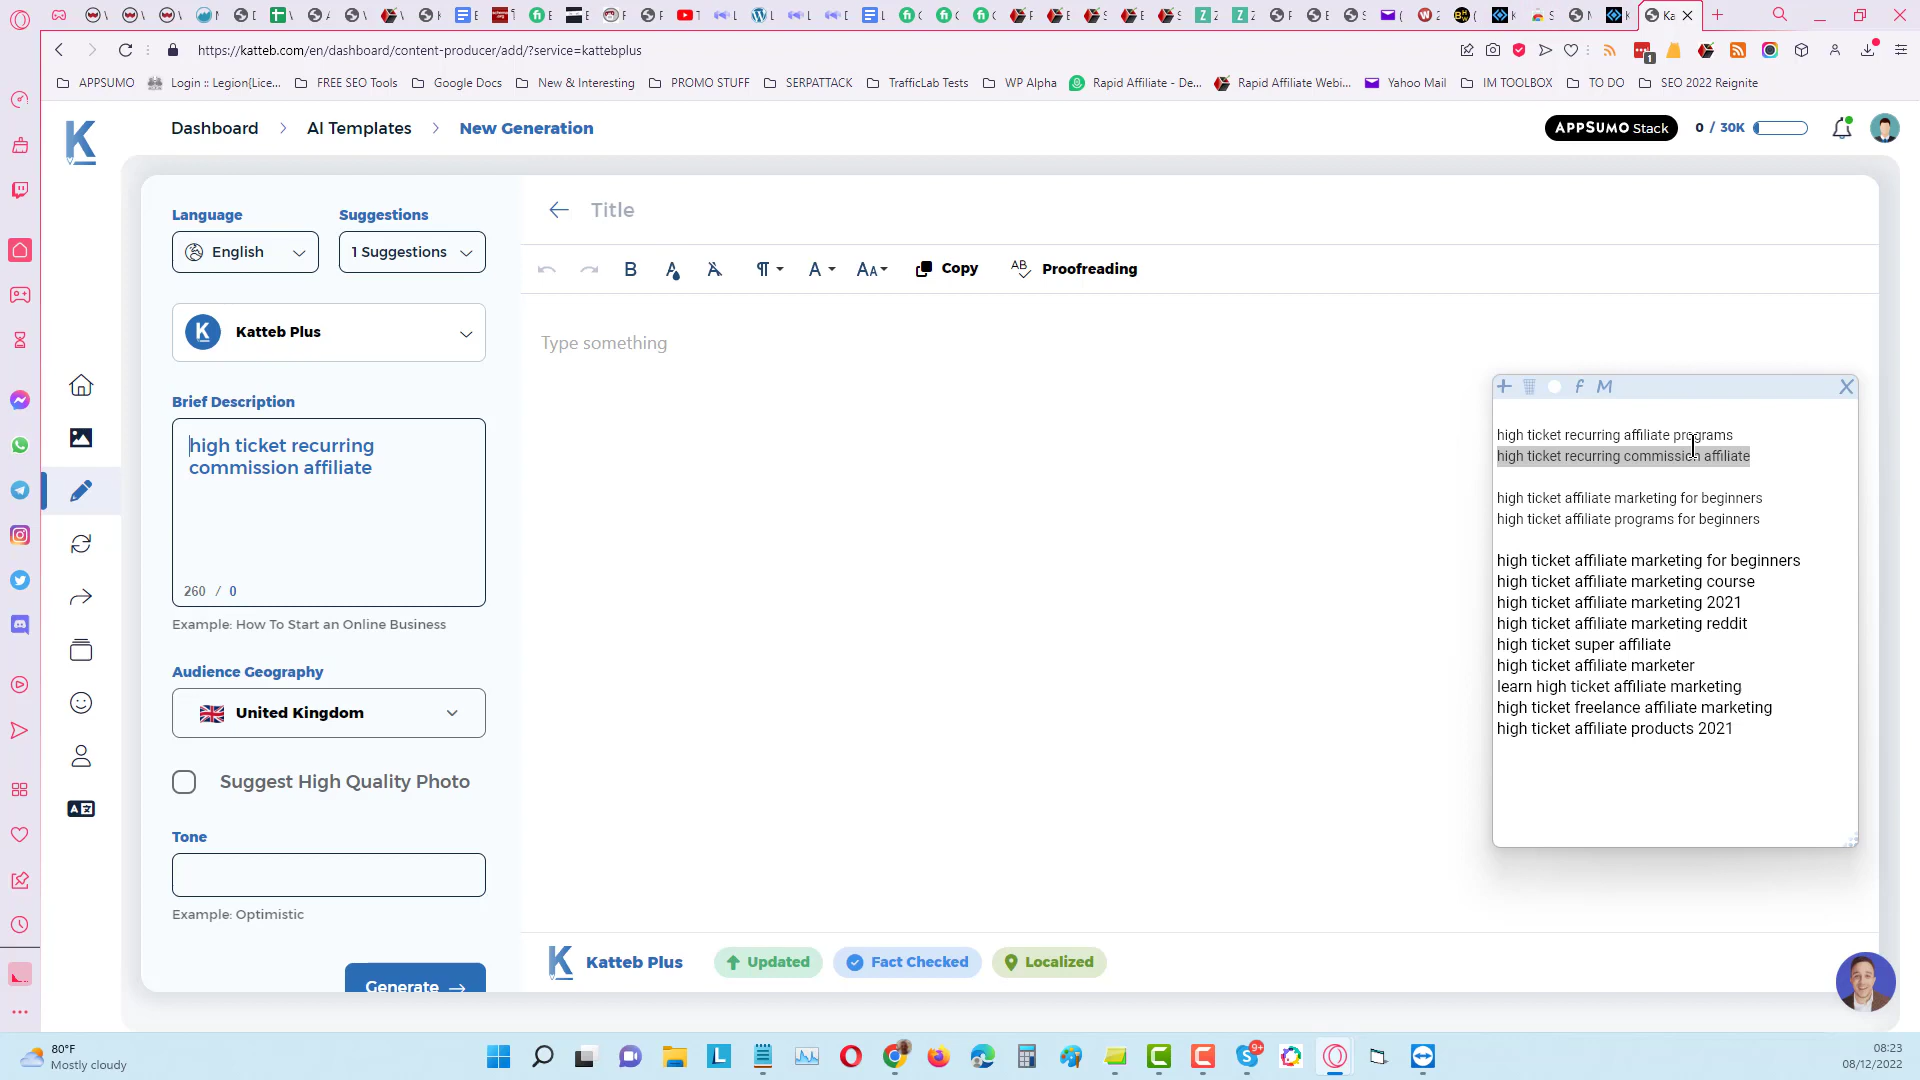 https://katteb.com/en/dashboard/content-producer/add/?service=kattebplus
APPSUMO
Login :: Legion{Lice...
FREE SEO Tools
Google Docs
New & Interesting
PROMO STUFF
SERPATTACK
TrafficLab Tests
WP Alpha
Rapid Affiliate - De...
Rapid Affiliate Webi...
Yahoo Mail
IM TOOLBOX
TO DO
SEO 2022 Reignite
Dashboard
AI Templates
New Generation
APPSUMO Stack
0 / 30K
Language
Suggestions
English
1 Suggestions
Katteb Plus
Brief Description
high ticket recurring
commission affiliate
260 / 0
Example: How To Start an Online Business
Audience Geography
United Kingdom
Suggest High Quality Photo
Tone
Example: Optimistic
Generate
Title
Copy
Proofreading
Type something
high ticket recurring affiliate programs
high ticket recurring commission affiliate
high ticket affiliate marketing for beginners
high ticket affiliate programs for beginners
high ticket affiliate marketing for beginners
high ticket affiliate marketing course
high ticket affiliate marketing 2021
high ticket affiliate marketing reddit
high ticket super affiliate
high ticket affiliate marketer
learn high ticket affiliate marketing
high ticket freelance affiliate marketing
high ticket affiliate products 2021
Katteb Plus
Updated
Fact Checked
Localized
80°F
Mostly cloudy
08:23
08/12/2022